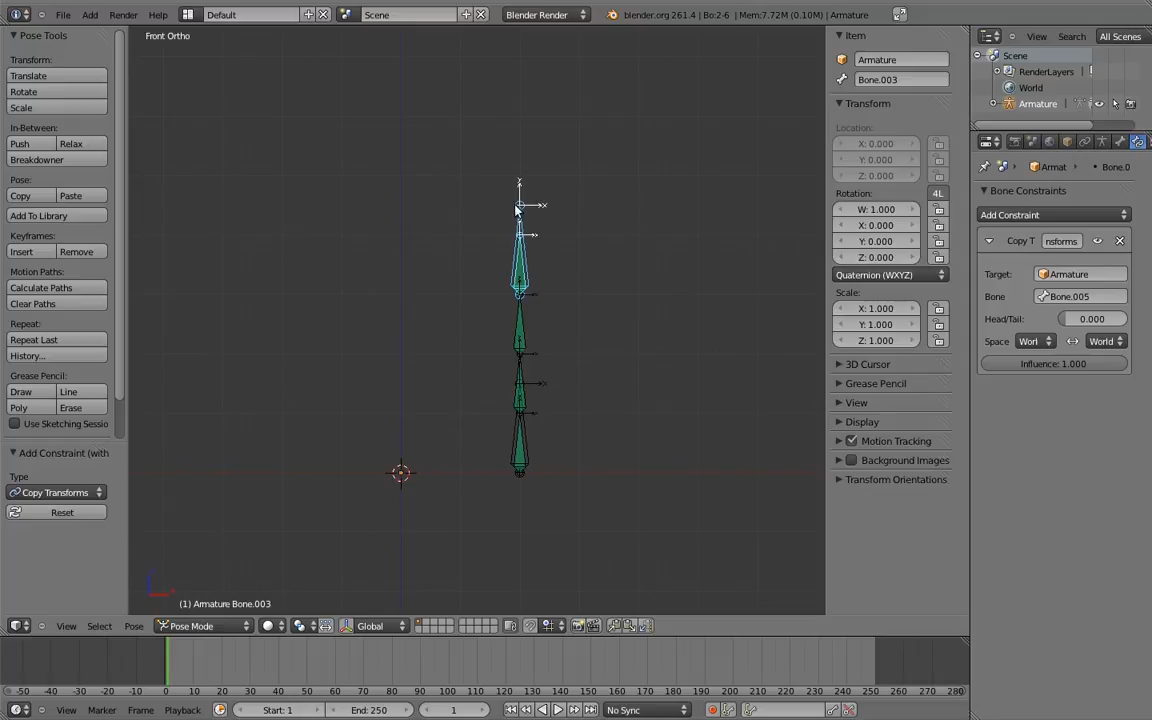 File Add Render Help Default Scene Blender Render blender.org 261.4 | Bo:2-6 | Mem:7.72M (0.10M) | Armature
Pose Tools
Transform:
Translate
Rotate
Scale
In-Between:
Push Relax
Breakdowner
Pose:
Copy Paste
Add To Library
Keyframes:
Insert Remove
Motion Paths:
Calculate Paths
Clear Paths
Repeat:
Repeat Last
History...
Grease Pencil:
Draw Line
Poly Erase
Use Sketching Sessio
Add Constraint (with
Type
Copy Transforms
Reset
Front Ortho
Y
X
X
(1) Armature Bone.003
Item
Armature
Bone.003
Transform
Location:
X: 0.000
Y: 0.000
Z: 0.000
Rotation:
4L
W: 1.000
X: 0.000
Y: 0.000
Z: 0.000
Quaternion (WXYZ)
Scale:
X: 1.000
Y: 1.000
Z: 1.000
3D Cursor
Grease Pencil
View
Display
Motion Tracking
Background Images
Transform Orientations
View Search All Scenes
Scene
RenderLayers
World
Armature
Armat Bone.0
Bone Constraints
Add Constraint
Copy T nsforms
Target: Armature
Bone Bone.005
Head/Tail: 0.000
Space Worl World
Influence: 1.000
View Select Pose Pose Mode Global
-50 -40 -30 -20 -10 0 10 20 30 40 50 60 70 80 90 100 110 120 130 140 150 160 170 180 190 200 210 220 230 240 250 260 270 280
View Marker Frame Playback Start: 1 End: 250 1 No Sync